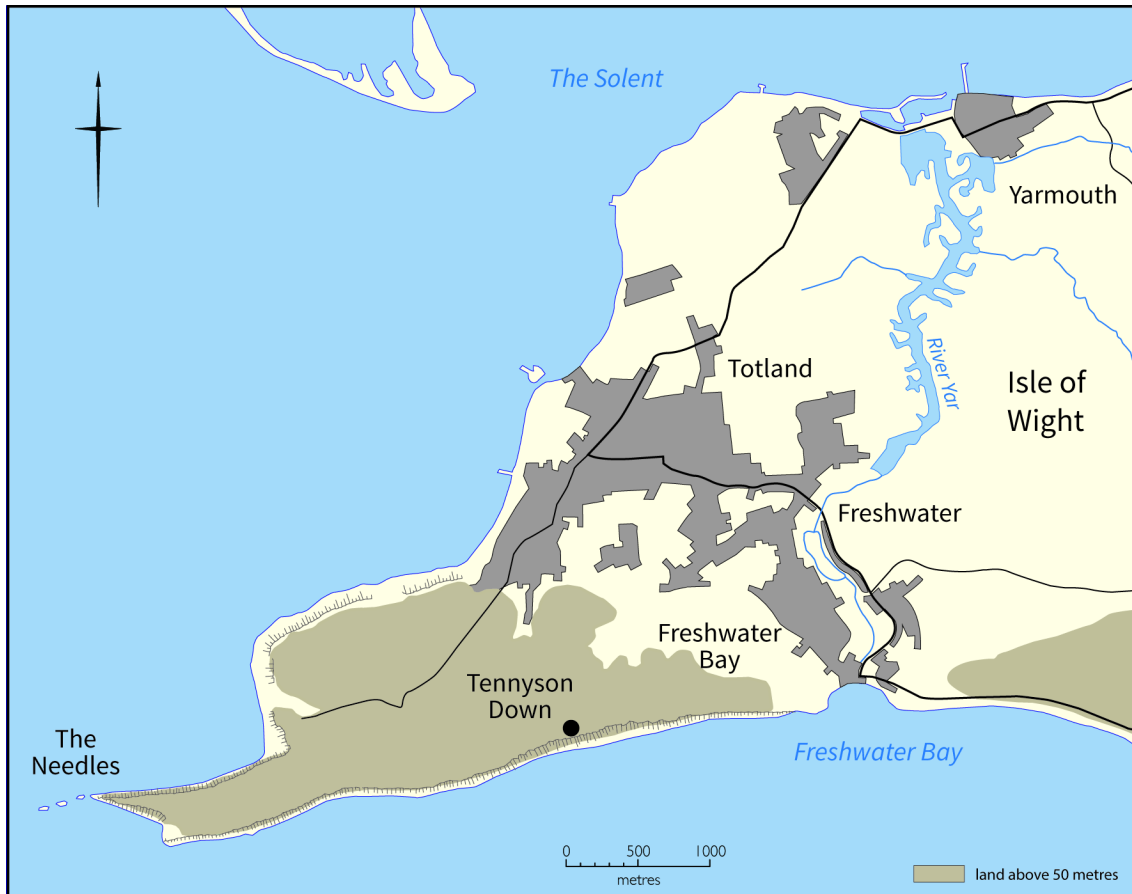 The Solent
Yarmouth
River Yar
Totland
Isle of
Wight
Freshwater
Freshwater
Bay
Tennyson
Down
The
Needles
Freshwater Bay
0 500 1000
metres
land above 50 metres